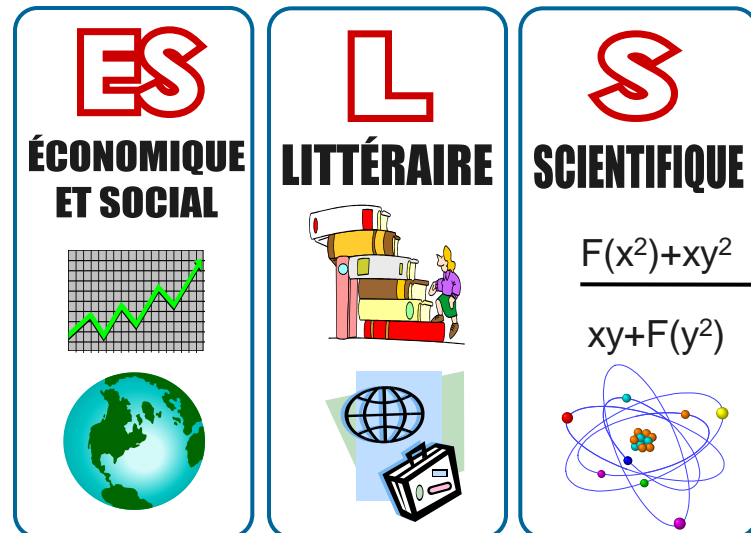 ES
ÉCONOMIQUE
ET SOCIAL
L
LITTÉRAIRE
S
SCIENTIFIQUE
F(x²)+xy²
xy+F(y²)